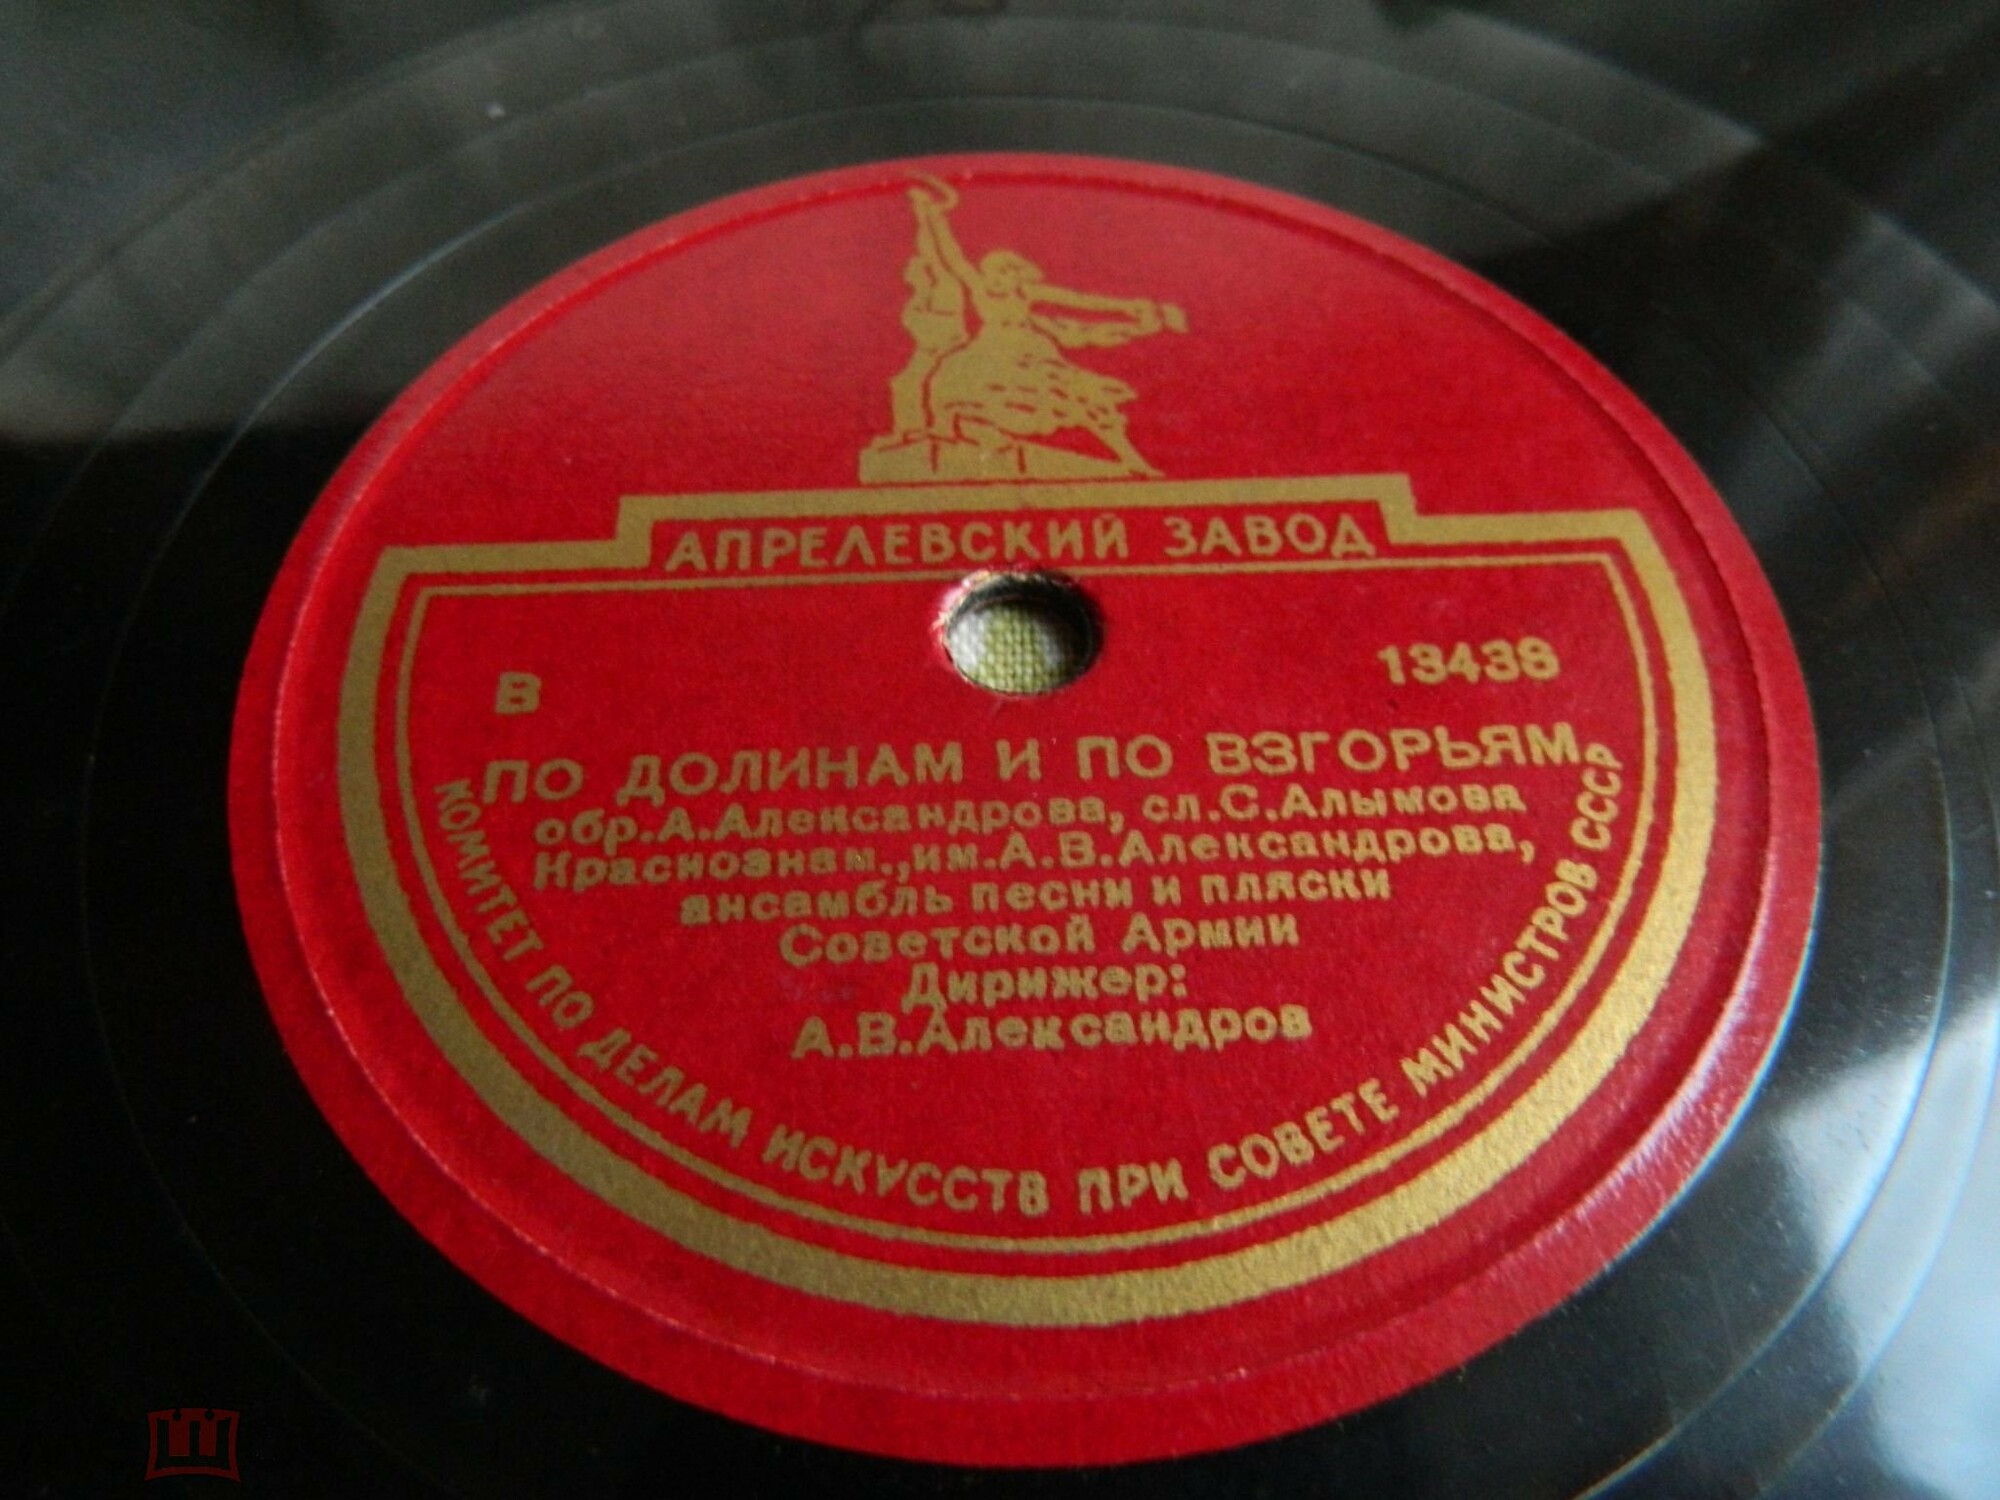 АПРЕЛЕВСКИЙ ЗАВОД
В 13438
ПО ДОЛИНАМ И ПО ВЗГОРЬЯМ
обр.А.Александрова, сл.С.Алымова
Краснознам.,им.А.В.Александрова,
ансамбль песни и пляски
Советской Армии
Дирижер:
А.В.Александров
КОМИТЕТ ПО ДЕЛАМ ИСКУССТВ ПРИ СОВЕТЕ МИНИСТРОВ СССР